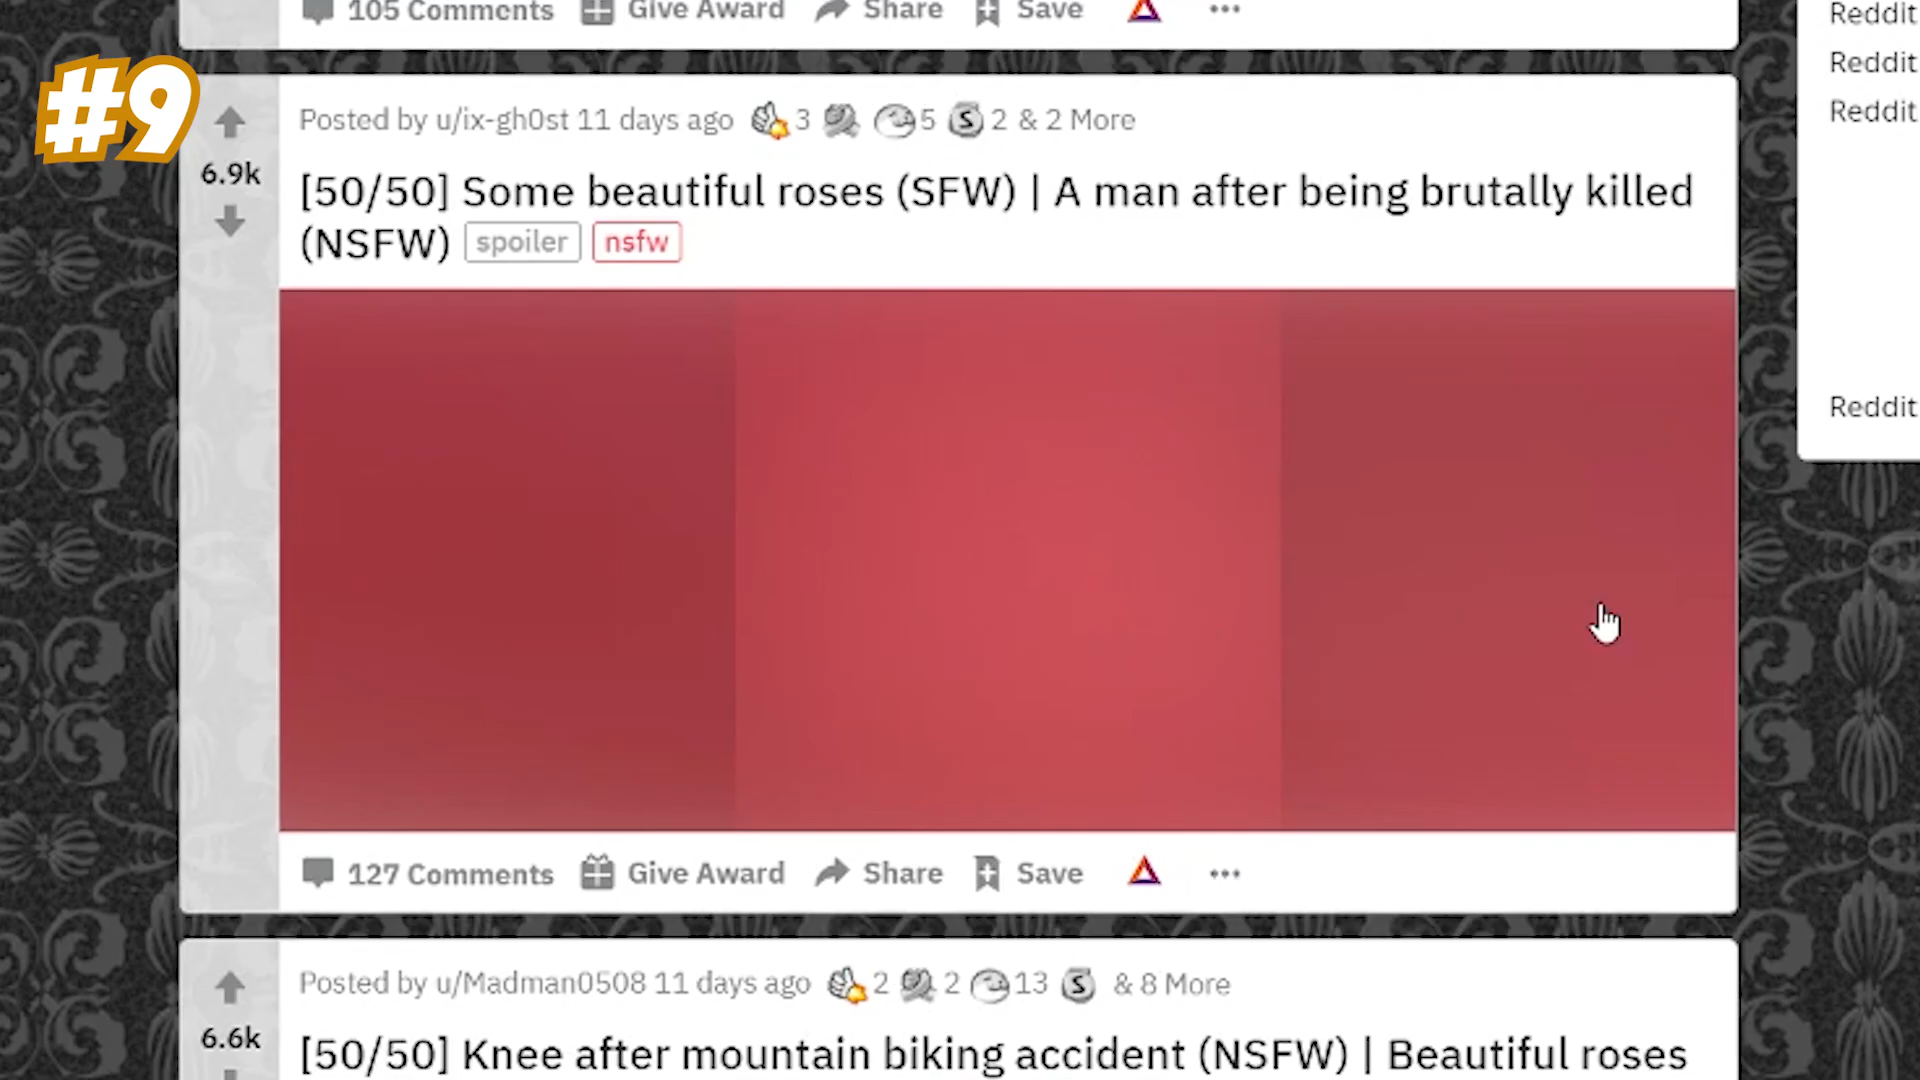 105 Comments Give Award Share Save
Reddit
Reddit
Reddit
#9
Posted by u/ix-gh0st 11 days ago 3 5 S 2 & 2 More
6.9k
[50/50] Some beautiful roses (SFW) | A man after being brutally killed
(NSFW) spoiler nsfw
Reddit
127 Comments Give Award Share Save
Posted by u/Madman0508 11 days ago 2 2 13 S & 8 More
6.6k
[50/50] Knee after mountain biking accident (NSFW) | Beautiful roses